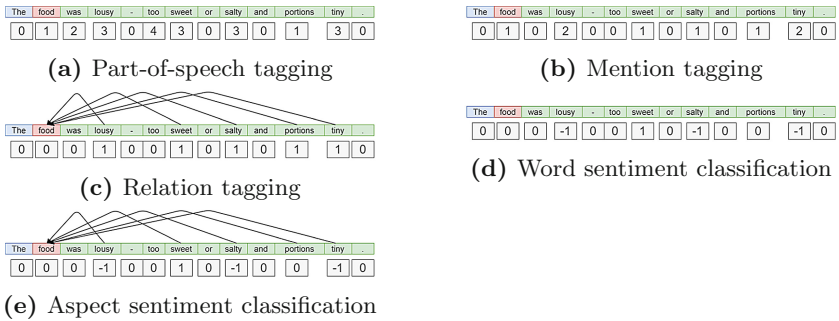 The food was lousy - too sweet or salty and portions tiny .
0 1 2 3 0 4 3 0 3 0 1 3 0
(a) Part-of-speech tagging
The food was lousy - too sweet or salty and portions tiny .
0 1 0 2 0 0 1 0 1 0 1 2 0
(b) Mention tagging
The food was lousy - too sweet or salty and portions tiny .
0 0 0 1 0 0 1 0 1 0 1 1 0
(c) Relation tagging
The food was lousy - too sweet or salty and portions tiny .
0 0 0 -1 0 0 1 0 -1 0 0 -1 0
(d) Word sentiment classification
The food was lousy - too sweet or salty and portions tiny .
0 0 0 -1 0 0 1 0 -1 0 0 -1 0
(e) Aspect sentiment classification